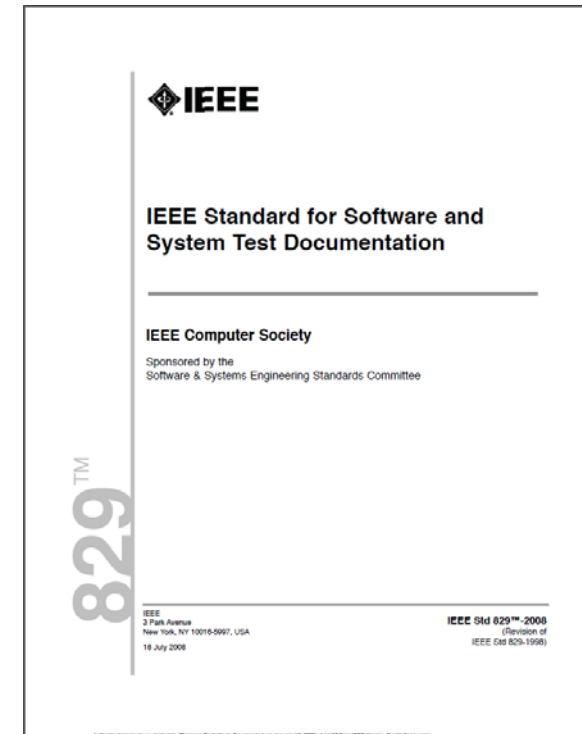 IEEE
IEEE Standard for Software and
System Test Documentation
IEEE Computer Society
Sponsored by the
Software & Systems Engineering Standards Committee
829™
IEEE
3 Park Avenue
New York, NY 10016-5997, USA
18 July 2008
IEEE Std 829™-2008
(Revision of
IEEE Std 829-1998)